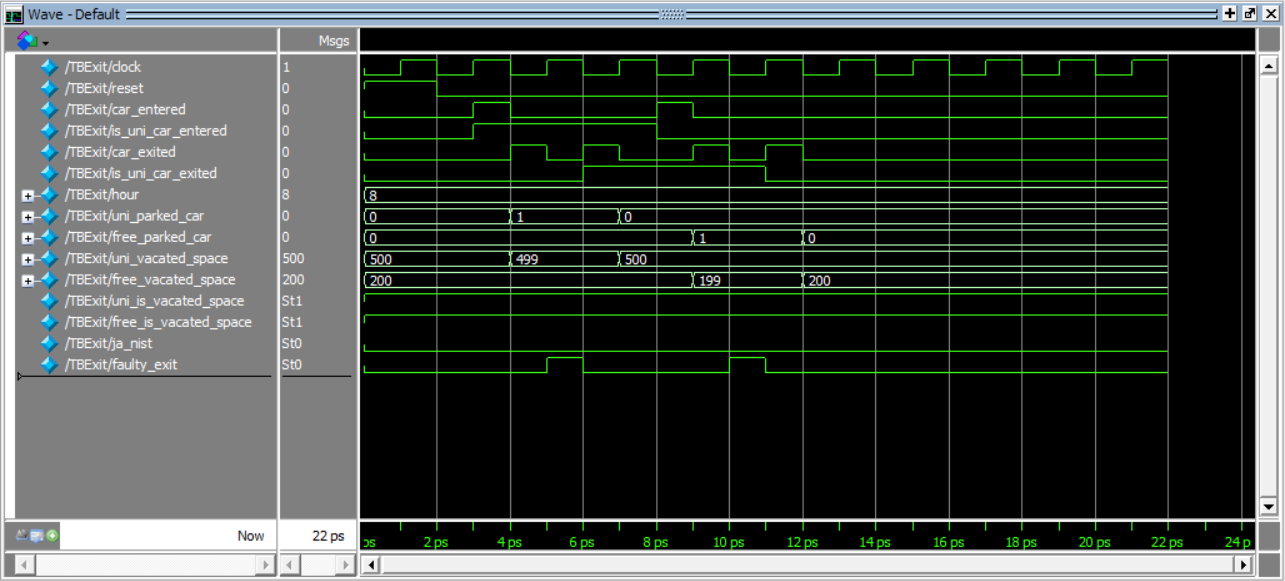 Wave - Default
Msgs
/TBExit/clock 1
/TBExit/reset 0
/TBExit/car_entered 0
/TBExit/is_uni_car_entered 0
/TBExit/car_exited 0
/TBExit/is_uni_car_exited 0
/TBExit/hour 8 8
/TBExit/uni_parked_car 0 0 1 0
/TBExit/free_parked_car 0 0 1 0
/TBExit/uni_vacated_space 500 500 499 500
/TBExit/free_vacated_space 200 200 199 200
/TBExit/uni_is_vacated_space St1
/TBExit/free_is_vacated_space St1
/TBExit/ja_nist St0
/TBExit/faulty_exit St0
Now 22 ps ps 2 ps 4 ps 6 ps 8 ps 10 ps 12 ps 14 ps 16 ps 18 ps 20 ps 22 ps 24 p